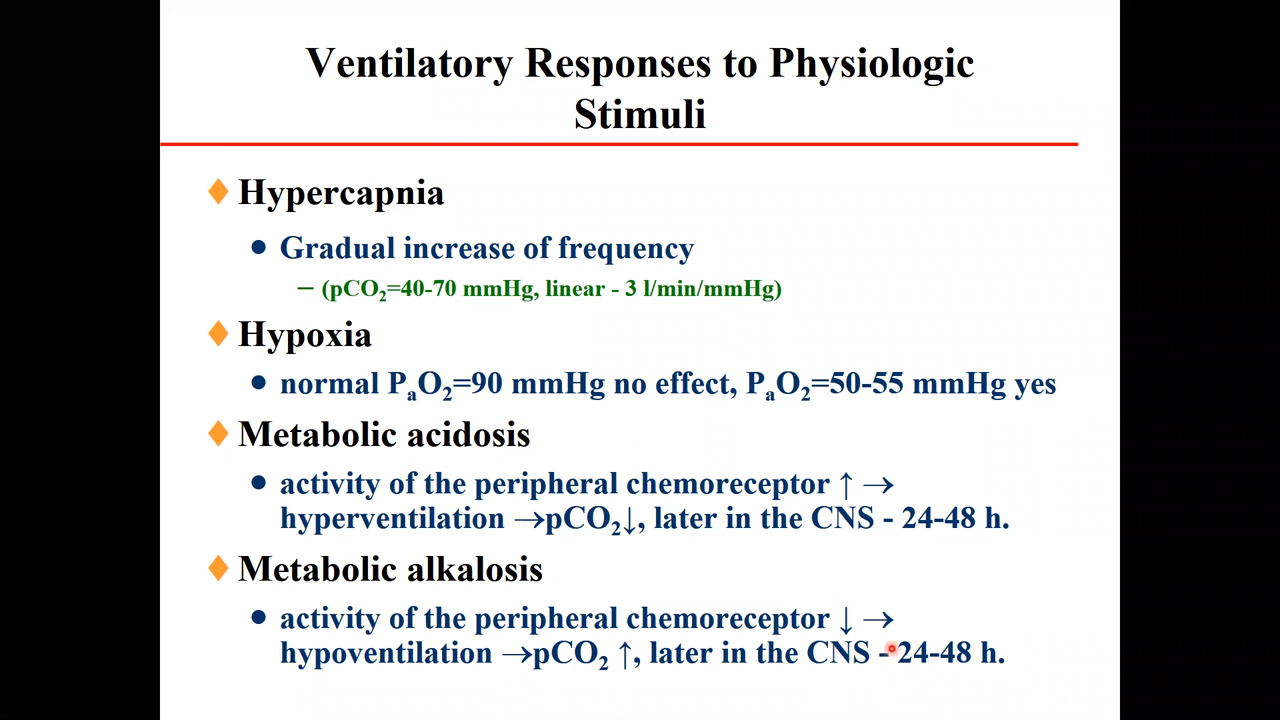 Ventilatory Responses to Physiologic
Stimuli
Hypercapnia
Gradual increase of frequency
– (pCO₂=40-70 mmHg, linear - 3 l/min/mmHg)
Hypoxia
normal PₐO₂=90 mmHg no effect, PₐO₂=50-55 mmHg yes
Metabolic acidosis
activity of the peripheral chemoreceptor ↑ →
hyperventilation →pCO₂↓, later in the CNS - 24-48 h.
Metabolic alkalosis
activity of the peripheral chemoreceptor ↓ →
hypoventilation →pCO₂ ↑, later in the CNS - 24-48 h.